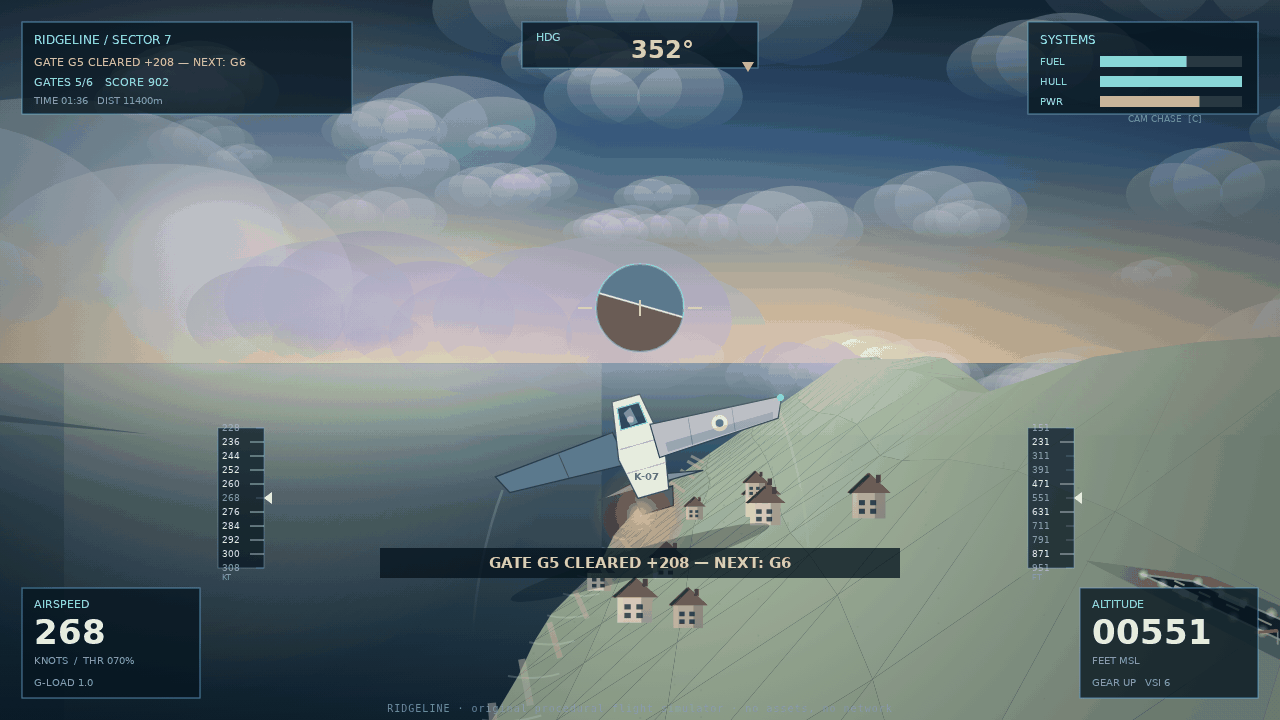 RIDGELINE / SECTOR 7
GATE G5 CLEARED +208 — NEXT: G6
GATES 5/6 SCORE 902
TIME 01:36 DIST 11400m
HDG
352°
SYSTEMS
FUEL
HULL
PWR
CAM CHASE [C]
K-07
228
236
244
252
260
268
276
284
292
300
308
KT
151
231
311
391
471
551
631
711
791
871
951
GATE G5 CLEARED +208 — NEXT: G6
AIRSPEED
268
KNOTS / THR 070%
G-LOAD 1.0
ALTITUDE
00551
FEET MSL
GEAR UP VSI 6
RIDGELINE ·